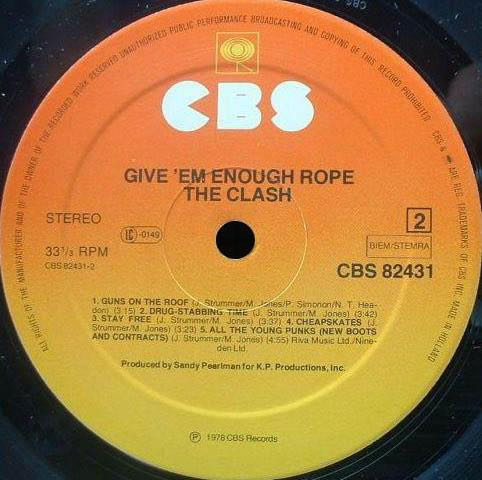 ALL RIGHTS OF THE MANUFACTURER AND OF THE OWNER OF THE RECORDED WORK RESERVED UNAUTHORIZED PUBLIC PERFORMANCE BROADCASTING AND COPYING OF THIS RECORD PROHIBITED
CBS & ARE REG. TRADEMARKS OF CBS INC. MADE IN HOLLAND
CBS
CBS
GIVE 'EM ENOUGH ROPE
THE CLASH
STEREO
LC -0149
2
33 1/3 RPM
BIEM/STEMRA
CBS 82431-2
CBS 82431
1. GUNS ON THE ROOF (J. Strummer/M. Jones/P. Simonon/N. T. Hea-
don) (3:15) 2. DRUG-STABBING TIME (J. Strummer/M. Jones) (3:42)
3. STAY FREE (J. Strummer/M. Jones) (3:37) 4. CHEAPSKATES (J.
Strummer/M. Jones) (3:23) 5. ALL THE YOUNG PUNKS (NEW BOOTS
AND CONTRACTS) (J. Strummer/M. Jones) (4:55) Riva Music Ltd./Nine-
den Ltd.
Produced by Sandy Pearlman for K.P. Productions, Inc.
Ⓟ 1978 CBS Records